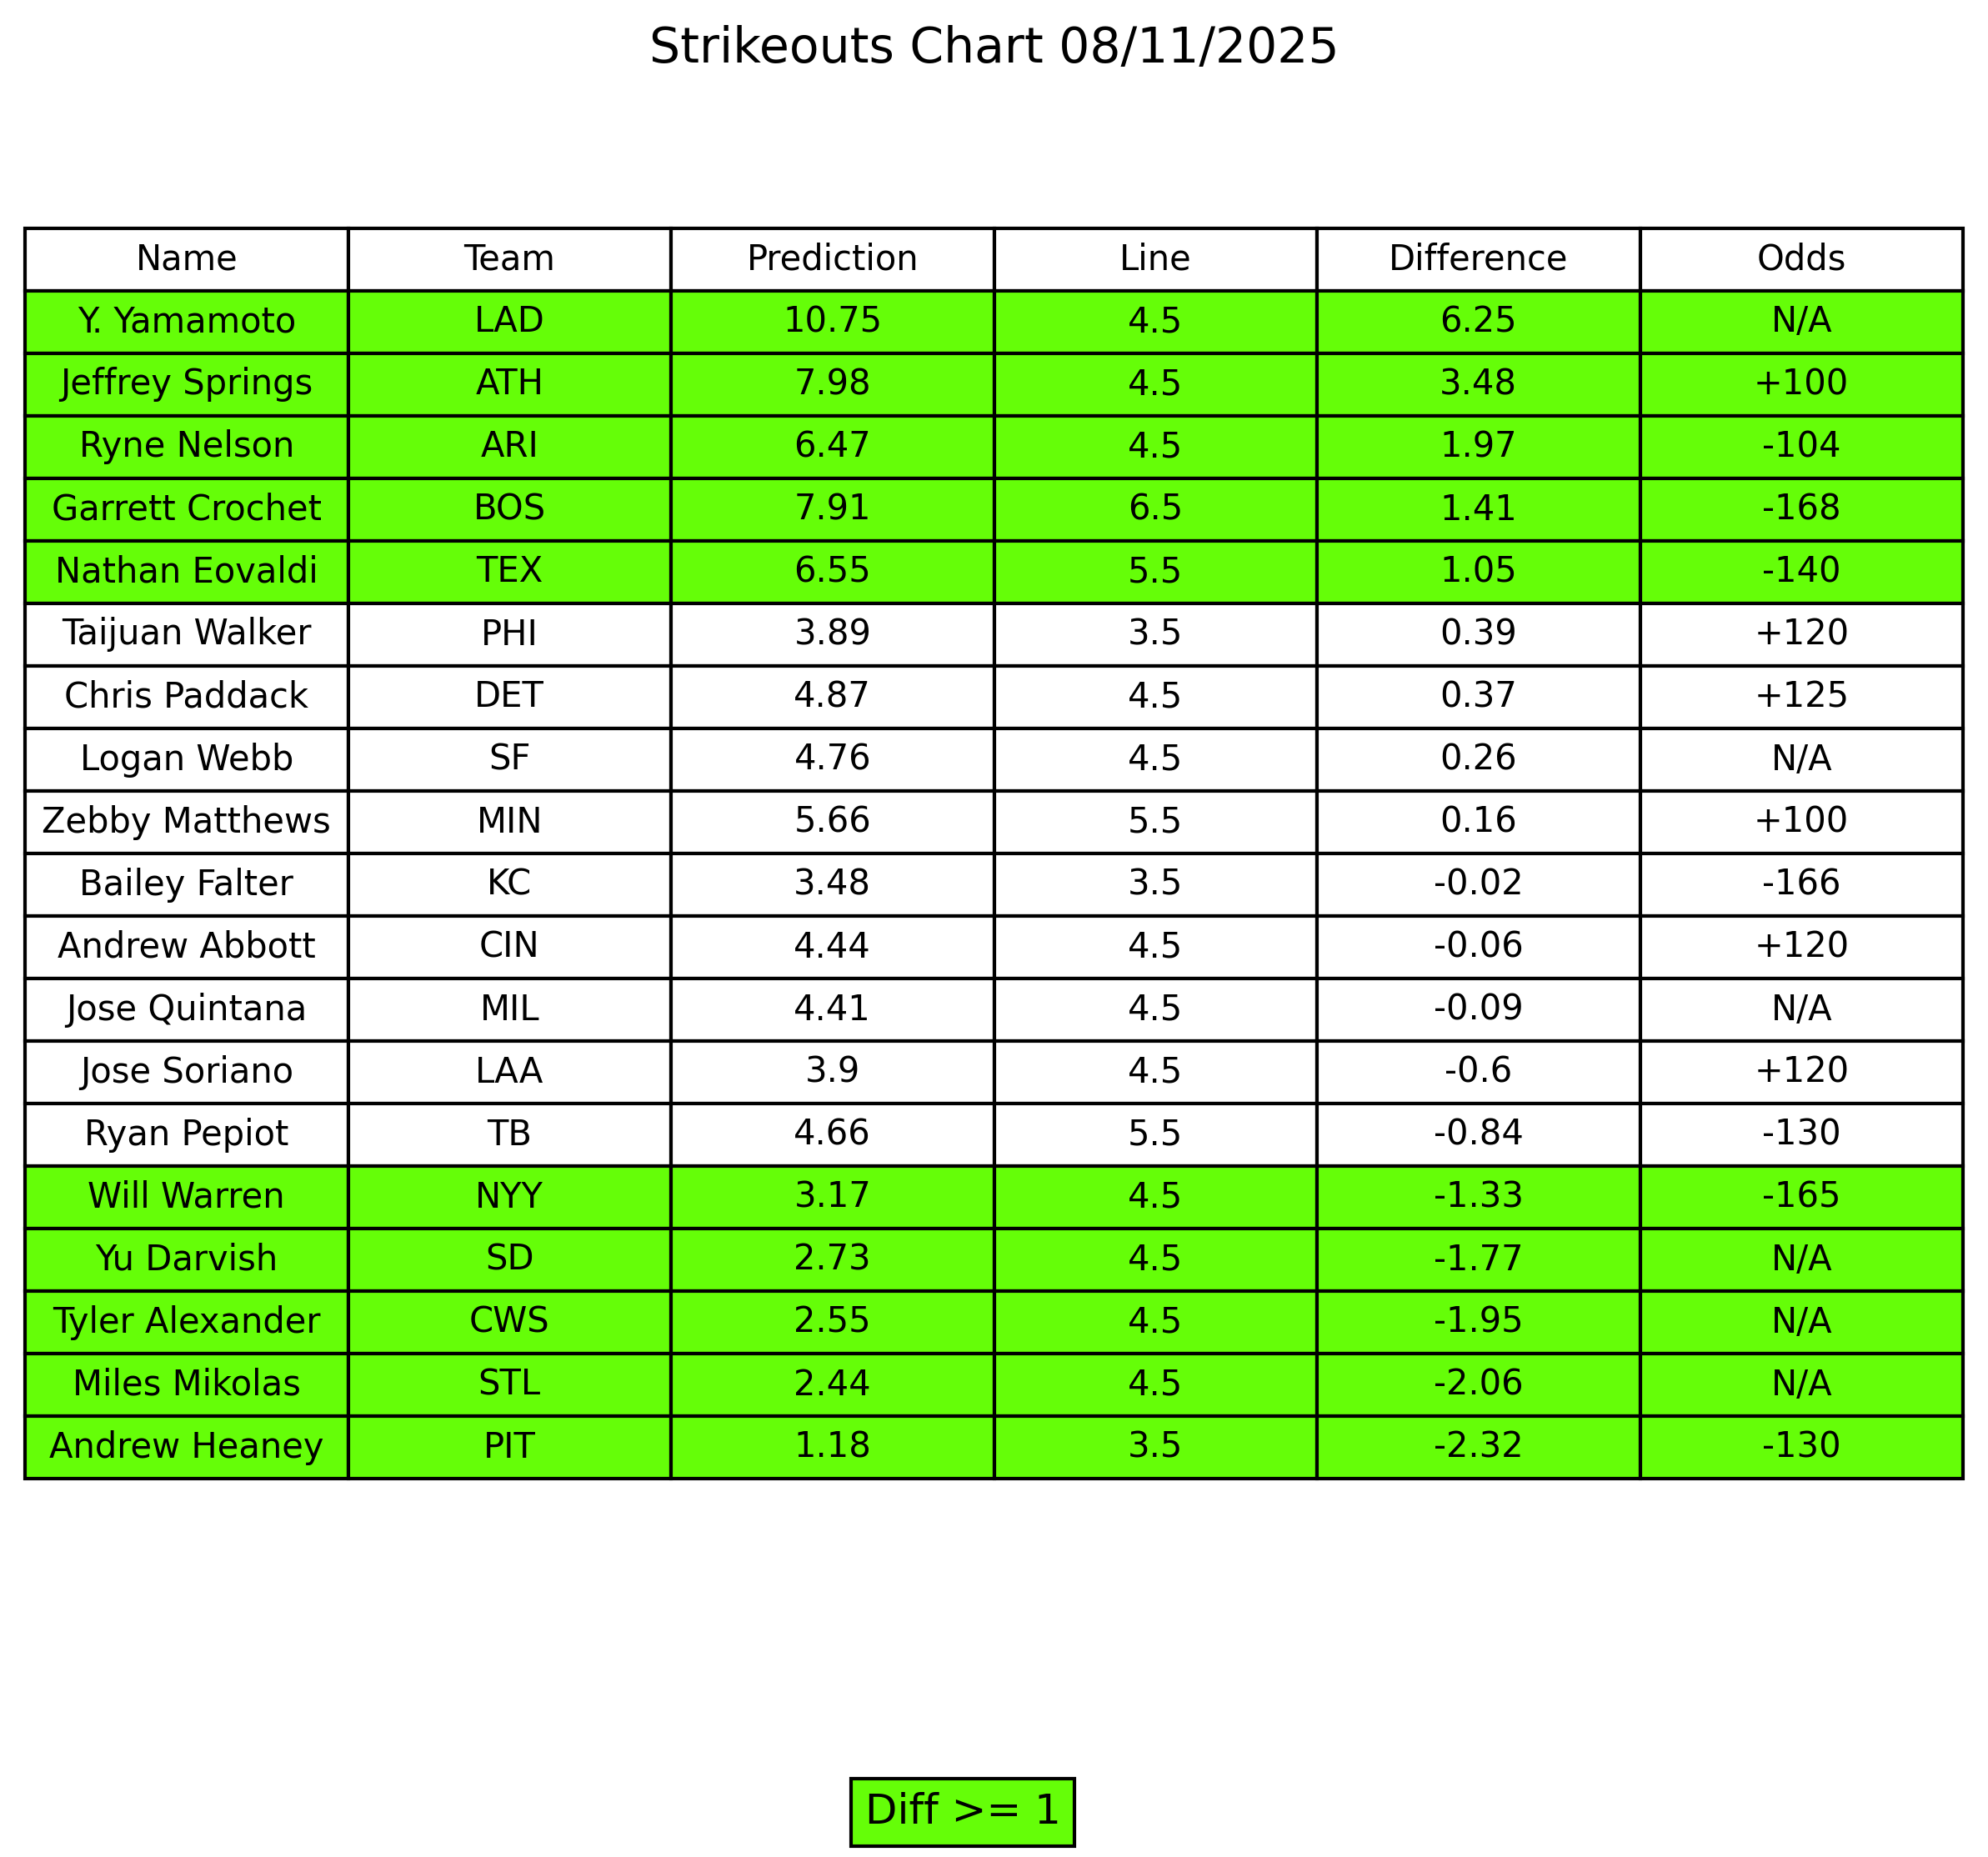 Strikeouts Chart 08/11/2025
Name Team Prediction Line Difference Odds
Y. Yamamoto LAD 10.75 4.5 6.25 N/A
Jeffrey Springs ATH 7.98 4.5 3.48 +100
Ryne Nelson ARI 6.47 4.5 1.97 -104
Garrett Crochet BOS 7.91 6.5 1.41 -168
Nathan Eovaldi TEX 6.55 5.5 1.05 -140
Taijuan Walker PHI 3.89 3.5 0.39 +120
Chris Paddack DET 4.87 4.5 0.37 +125
Logan Webb SF 4.76 4.5 0.26 N/A
Zebby Matthews MIN 5.66 5.5 0.16 +100
Bailey Falter KC 3.48 3.5 -0.02 -166
Andrew Abbott CIN 4.44 4.5 -0.06 +120
Jose Quintana MIL 4.41 4.5 -0.09 N/A
Jose Soriano LAA 3.9 4.5 -0.6 +120
Ryan Pepiot TB 4.66 5.5 -0.84 -130
Will Warren NYY 3.17 4.5 -1.33 -165
Yu Darvish SD 2.73 4.5 -1.77 N/A
Tyler Alexander CWS 2.55 4.5 -1.95 N/A
Miles Mikolas STL 2.44 4.5 -2.06 N/A
Andrew Heaney PIT 1.18 3.5 -2.32 -130
Diff >= 1